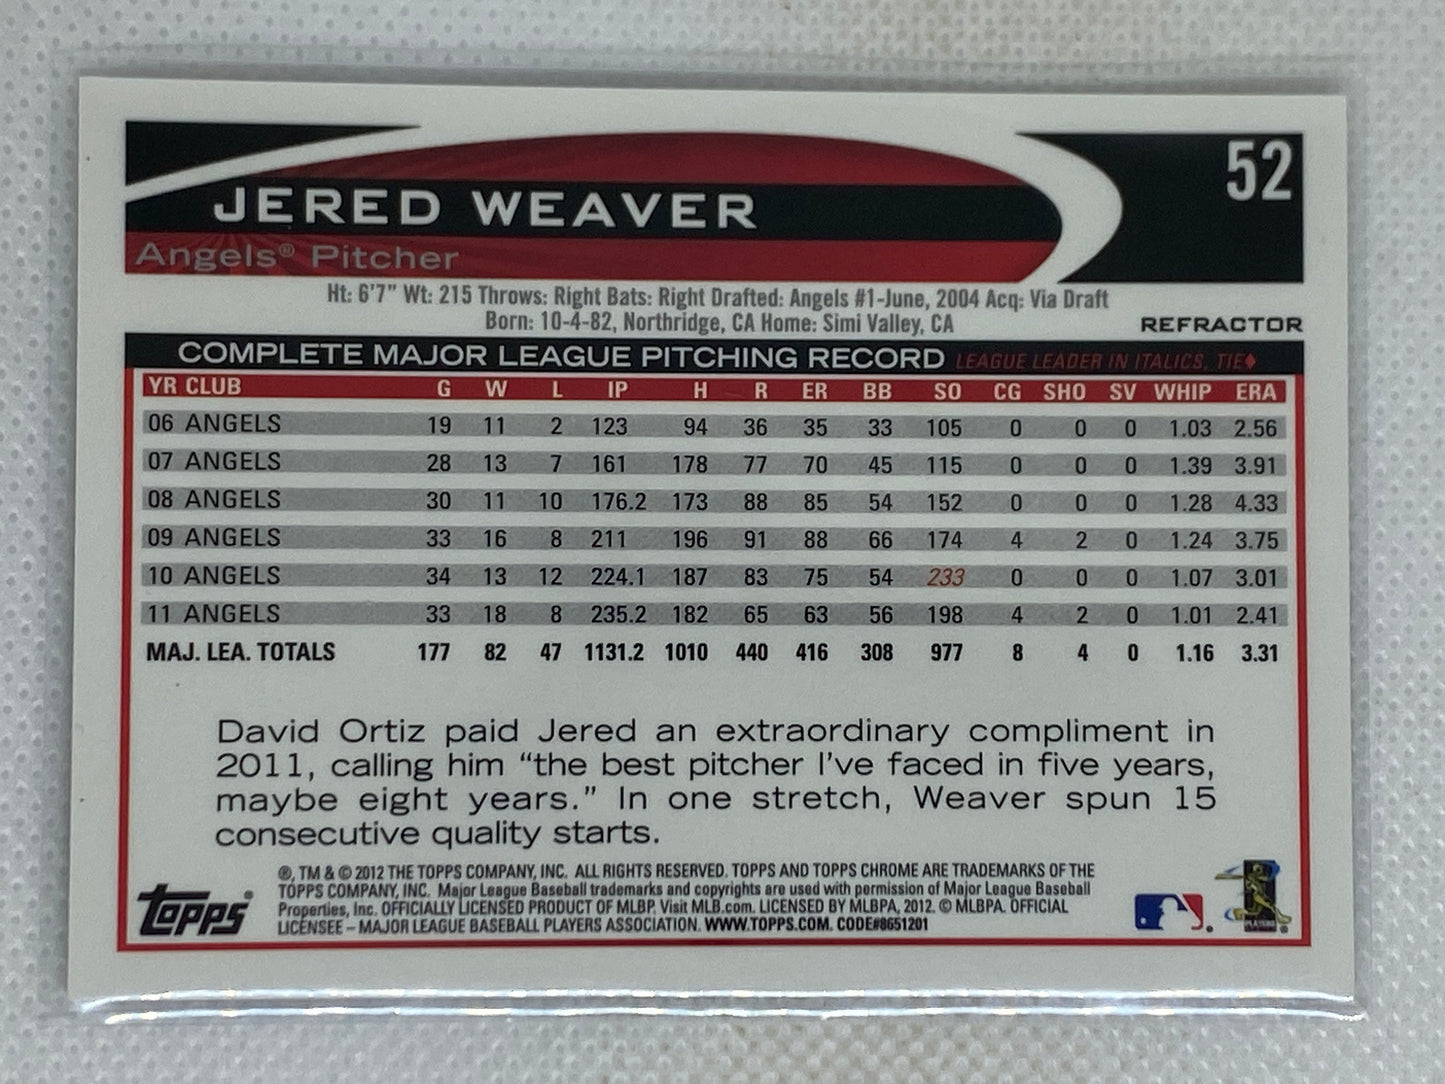 52
JERED WEAVER
Angels® Pitcher
Ht: 6'7" Wt: 215 Throws: Right Bats: Right Drafted: Angels #1-June, 2004 Acq: Via Draft
Born: 10-4-82, Northridge, CA Home: Simi Valley, CA
REFRACTOR
COMPLETE MAJOR LEAGUE PITCHING RECORD LEAGUE LEADER IN ITALICS, TIE♦
YR CLUB G W L IP H R ER BB SO CG SHO SV WHIP ERA
06 ANGELS 19 11 2 123 94 36 35 33 105 0 0 0 1.03 2.56
07 ANGELS 28 13 7 161 178 77 70 45 115 0 0 0 1.39 3.91
08 ANGELS 30 11 10 176.2 173 88 85 54 152 0 0 0 1.28 4.33
09 ANGELS 33 16 8 211 196 91 88 66 174 4 2 0 1.24 3.75
10 ANGELS 34 13 12 224.1 187 83 75 54 233 0 0 0 1.07 3.01
11 ANGELS 33 18 8 235.2 182 65 63 56 198 4 2 0 1.01 2.41
MAJ. LEA. TOTALS 177 82 47 1131.2 1010 440 416 308 977 8 4 0 1.16 3.31
David Ortiz paid Jered an extraordinary compliment in
2011, calling him “the best pitcher I've faced in five years,
maybe eight years.” In one stretch, Weaver spun 15
consecutive quality starts.
®, TM & © 2012 THE TOPPS COMPANY, INC. ALL RIGHTS RESERVED. TOPPS AND TOPPS CHROME ARE TRADEMARKS OF THE
TOPPS COMPANY, INC. Major League Baseball trademarks and copyrights are used with permission of Major League Baseball
Properties, Inc. OFFICIALLY LICENSED PRODUCT OF MLBP. Visit MLB.com. LICENSED BY MLBPA, 2012. © MLBPA. OFFICIAL
LICENSEE – MAJOR LEAGUE BASEBALL PLAYERS ASSOCIATION. WWW.TOPPS.COM. CODE#8651201
Topps®